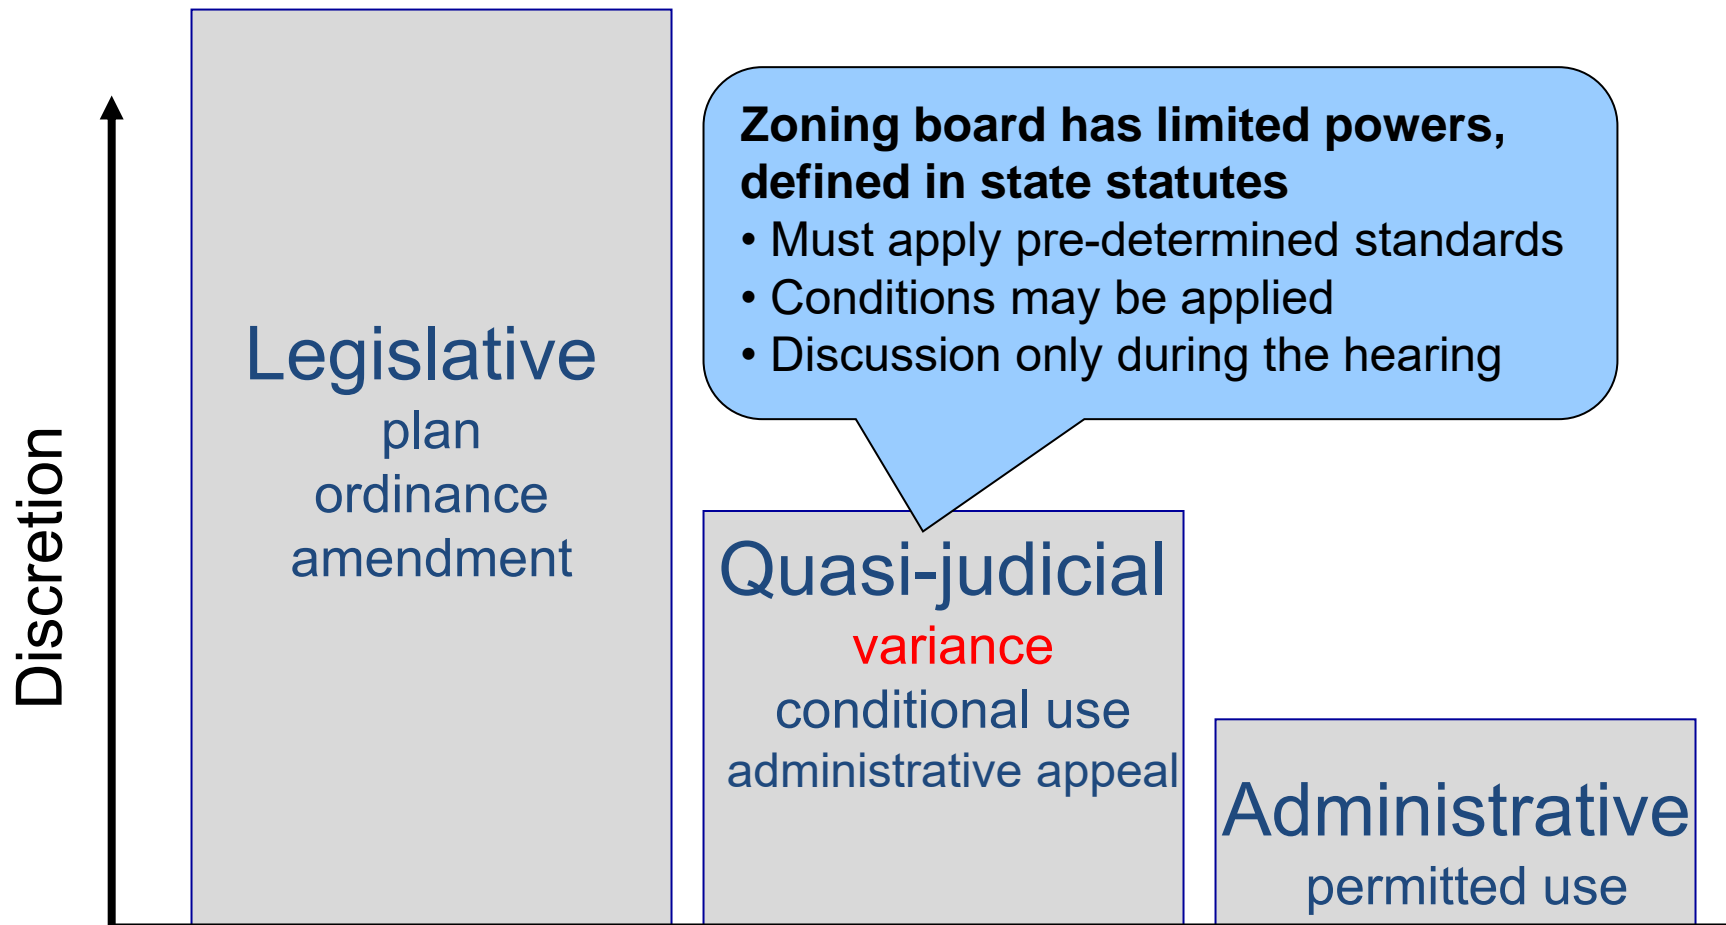 Discretion
Legislative
plan
ordinance
amendment
Zoning board has limited powers,
defined in state statutes
• Must apply pre-determined standards
• Conditions may be applied
• Discussion only during the hearing
Quasi-judicial
variance
conditional use
administrative appeal
Administrative
permitted use